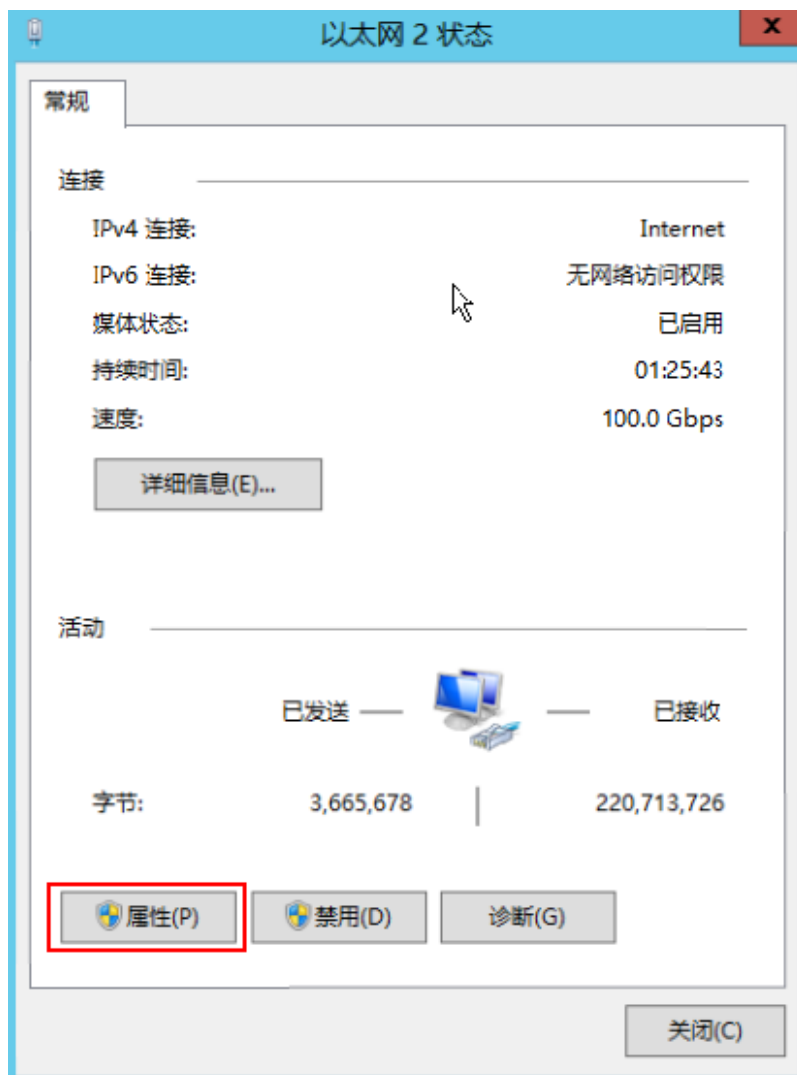 以太网 2 状态
x
常规
连接
IPv4 连接: Internet
IPv6 连接: 无网络访问权限
媒体状态: 已启用
持续时间: 01:25:43
速度: 100.0 Gbps
详细信息(E)...
活动
已发送 已接收
字节: 3,665,678 220,713,726
属性(P) 禁用(D) 诊断(G)
关闭(C)